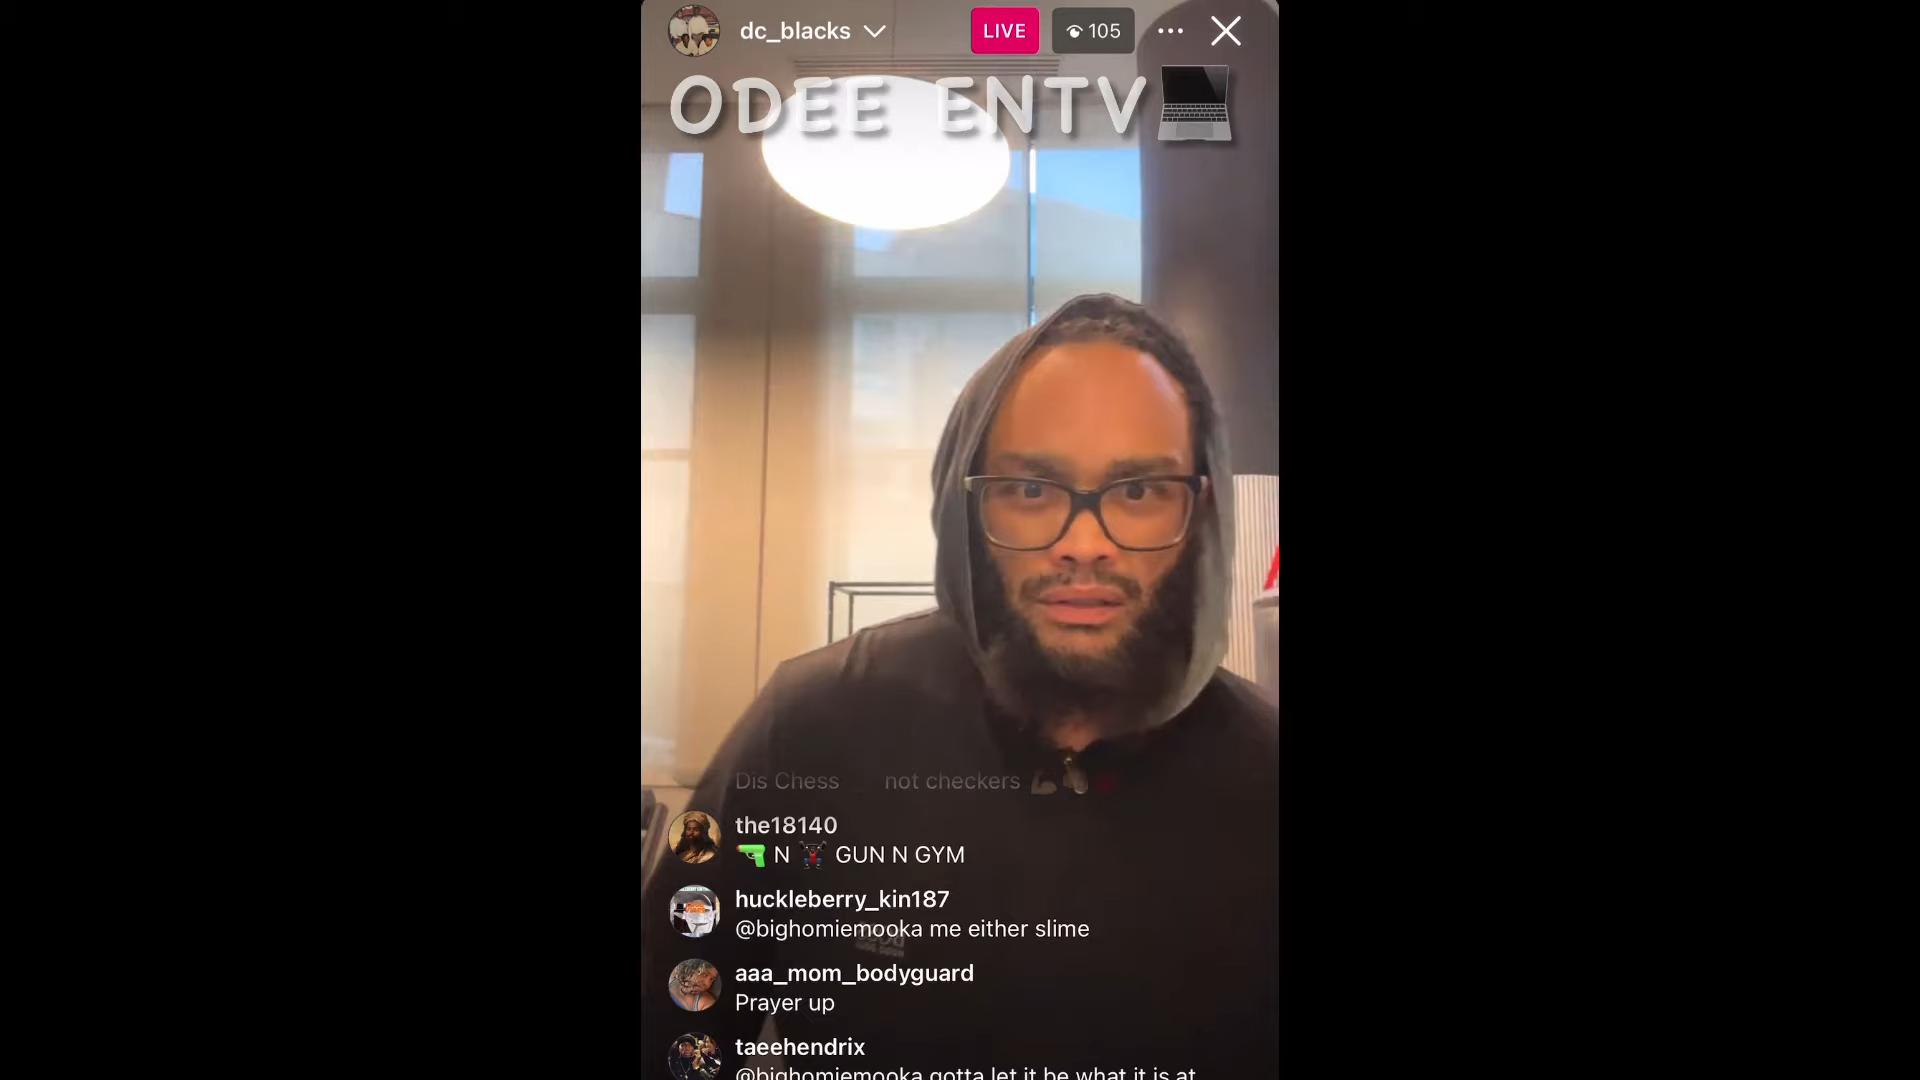 dc_blacks
LIVE
105
ODEE ENTV
Dis Chess not checkers
the18140
N GUN N GYM
huckleberry_kin187
@bighomiemooka me either slime
aaa_mom_bodyguard
Prayer up
taeehendrix
@bighomiemooka gotta let it be what it is at